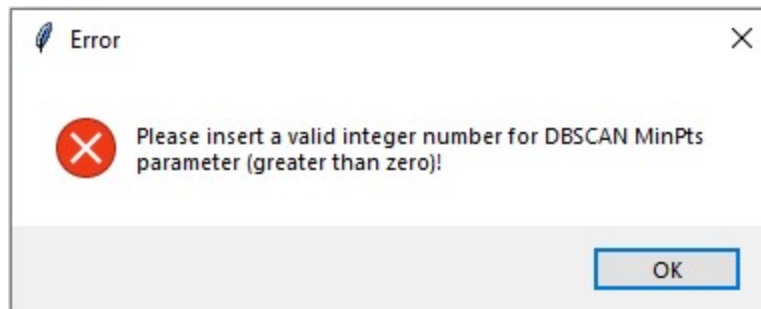 Error
Please insert a valid integer number for DBSCAN MinPts
parameter (greater than zero)!
OK